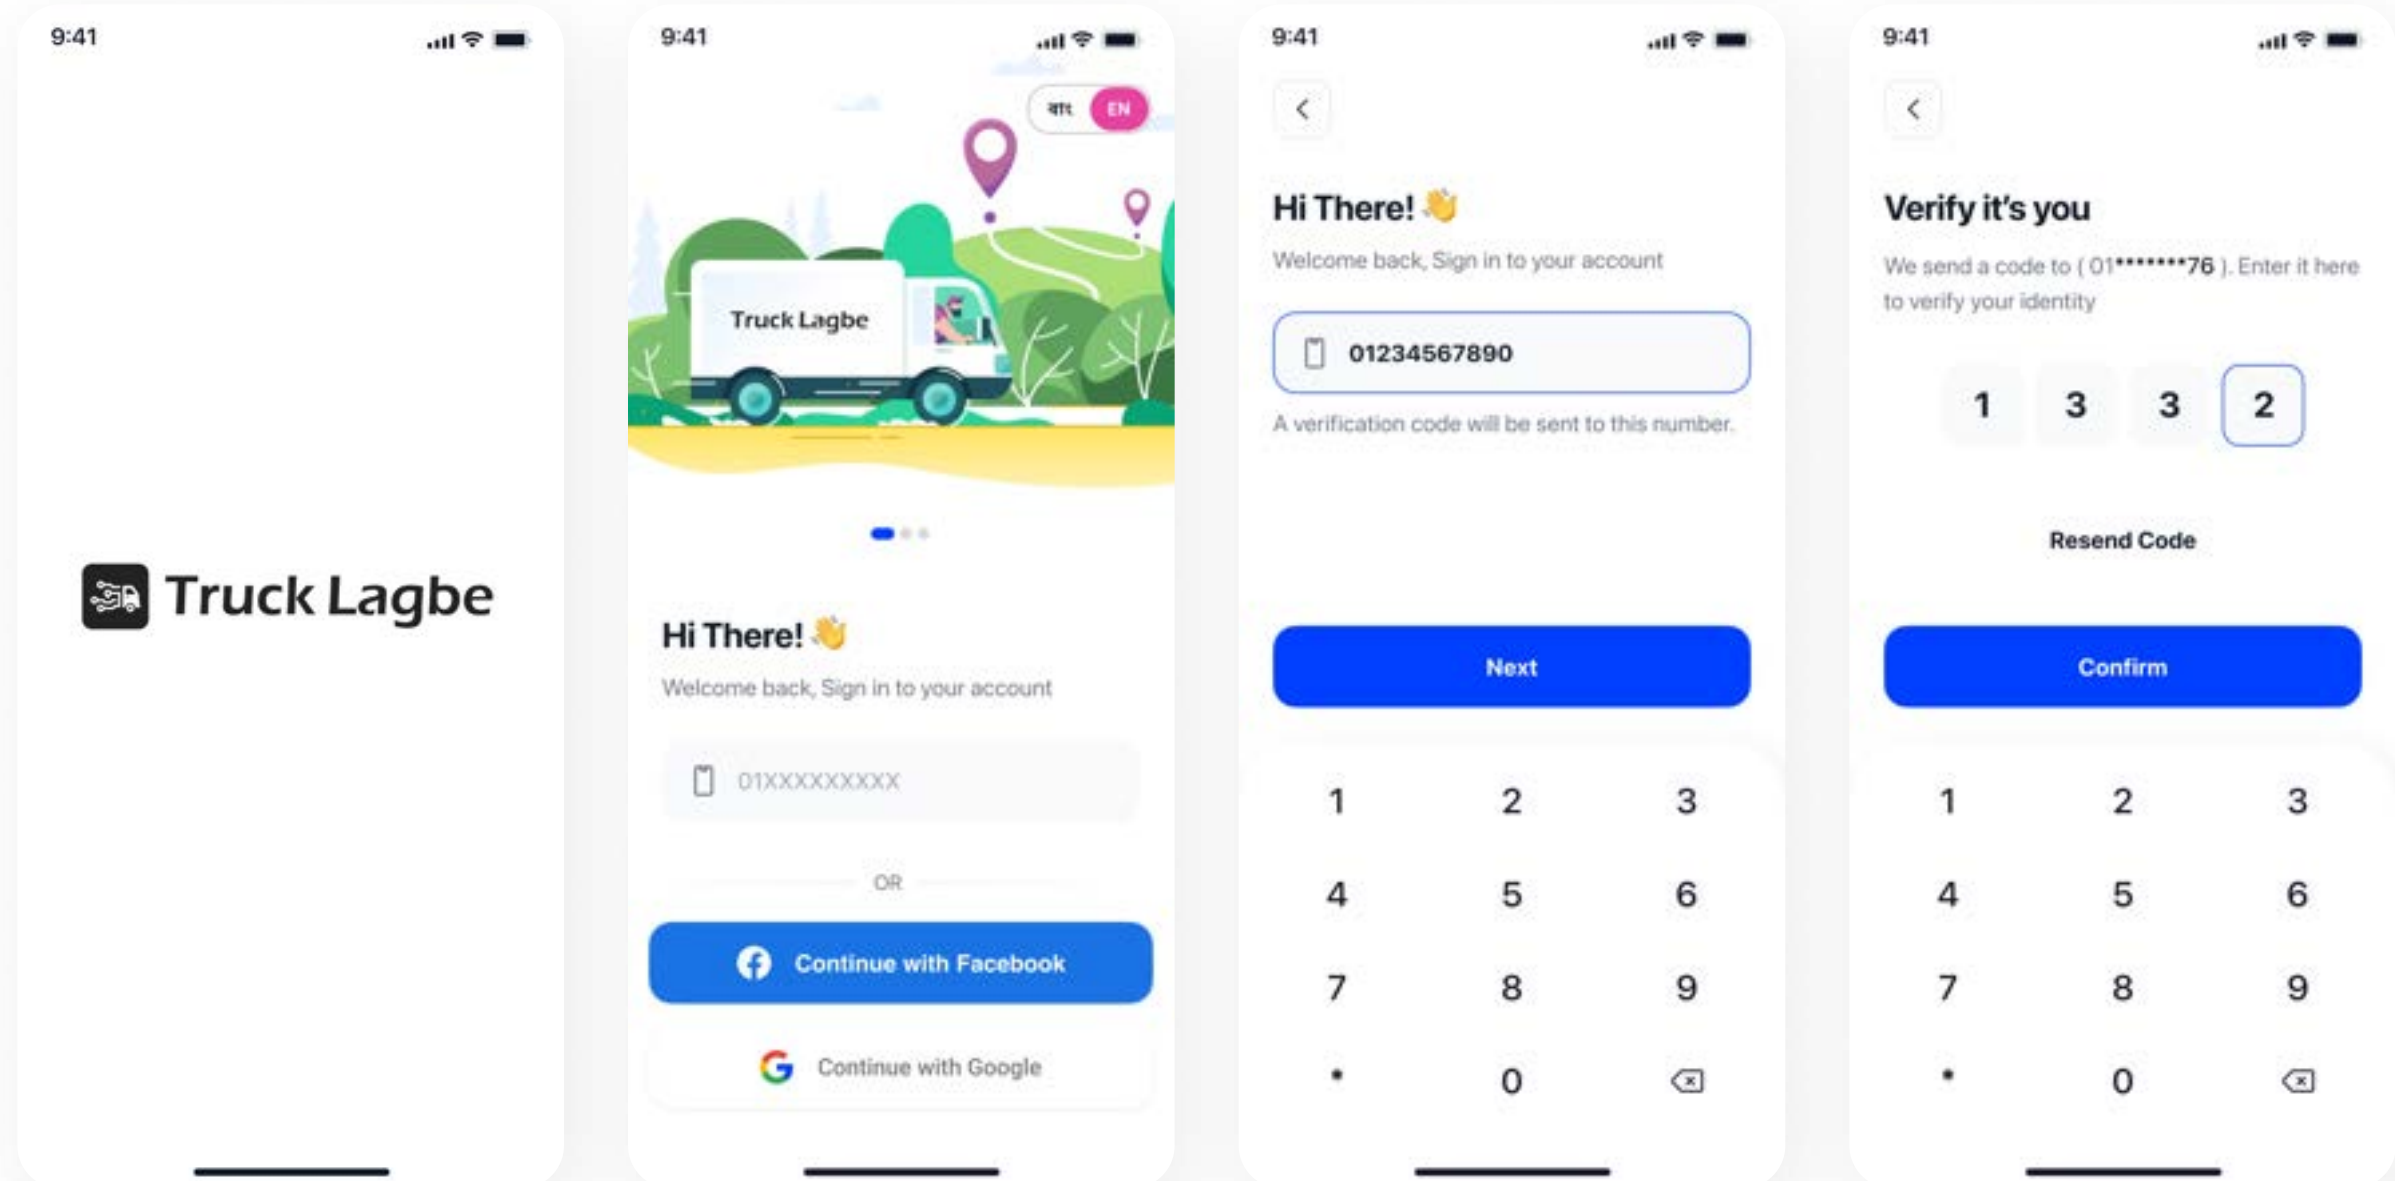 9:41
Truck Lagbe
9:41
বাং EN
Truck Lagbe
Hi There! 👋
Welcome back, Sign in to your account
01XXXXXXXXX
OR
Continue with Facebook
Continue with Google
9:41
Hi There! 👋
Welcome back, Sign in to your account
01234567890
A verification code will be sent to this number.
Next
1 2 3
4 5 6
7 8 9
* 0
9:41
Verify it's you
We send a code to ( 01*******76 ). Enter it here
to verify your identity
1 3 3 2
Resend Code
Confirm
1 2 3
4 5 6
7 8 9
* 0